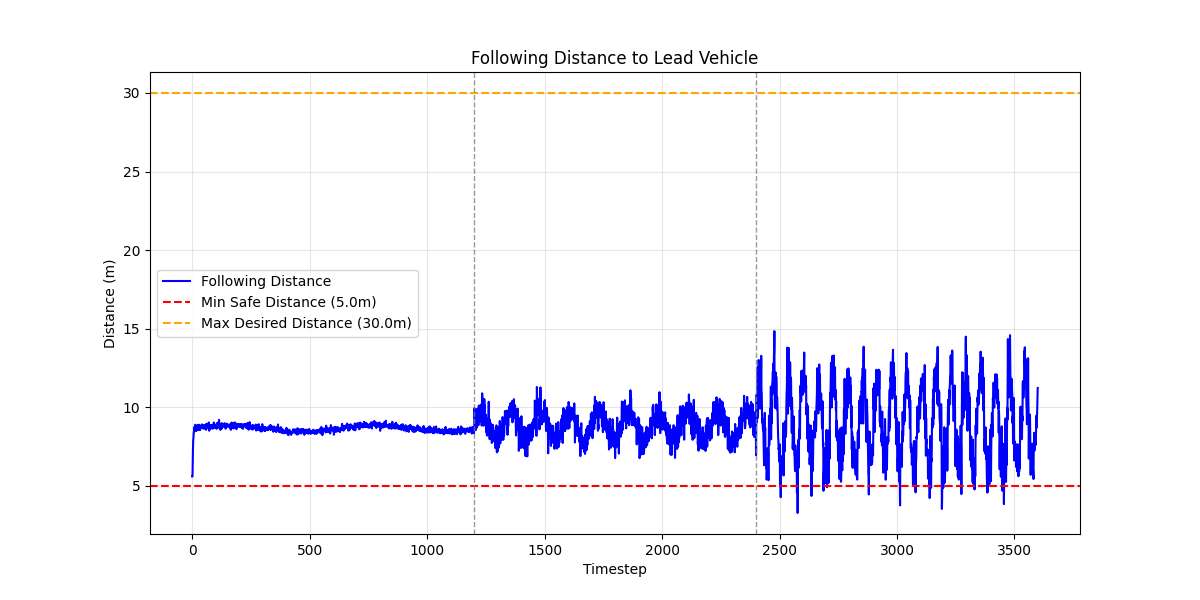 Following Distance to Lead Vehicle
30
25
20
15
10
5
Distance (m)
Following Distance
Min Safe Distance (5.0m)
Max Desired Distance (30.0m)
0
500
1000
1500
2000
2500
3000
3500
Timestep